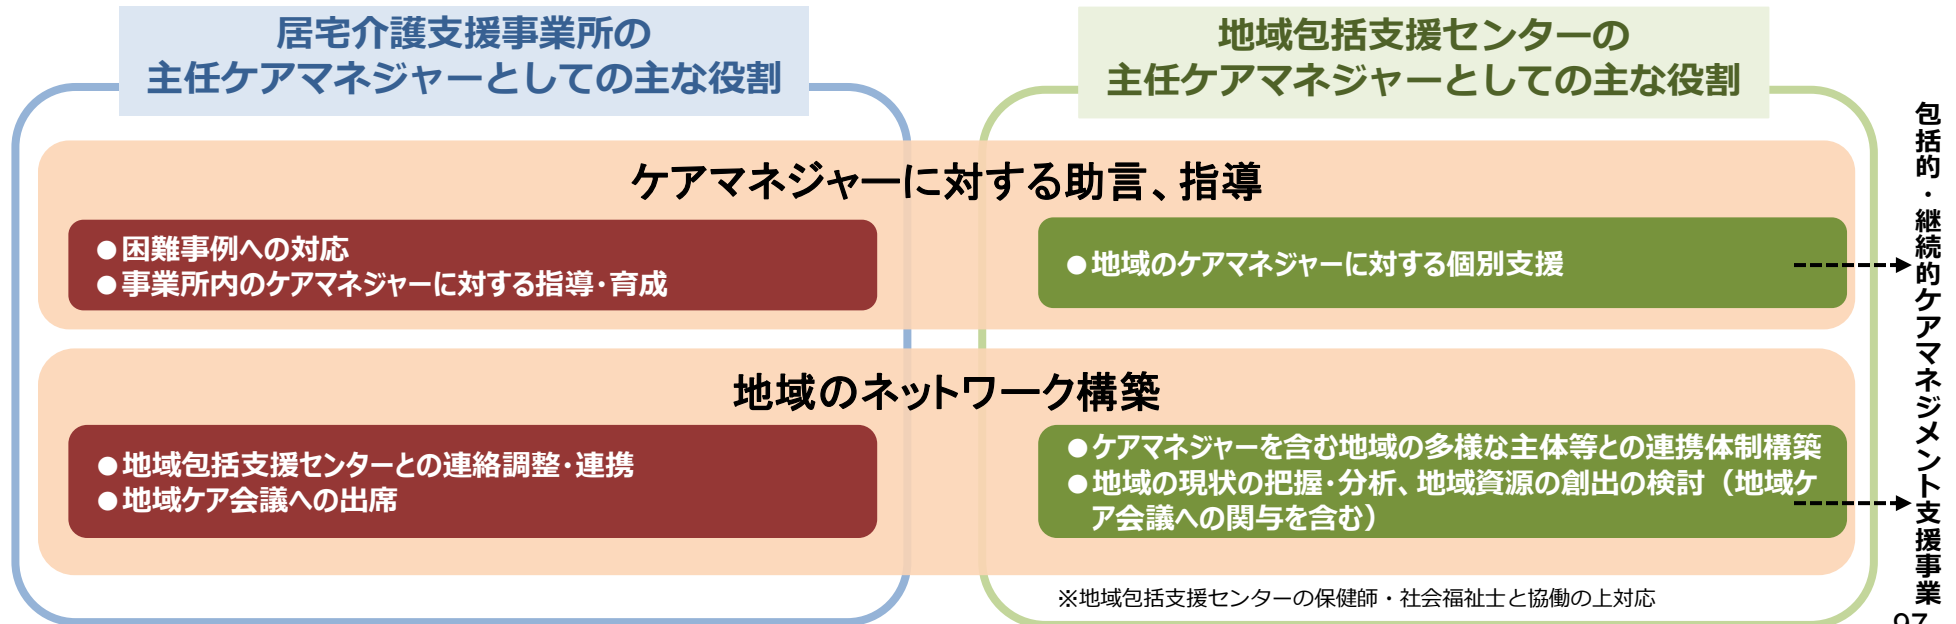 居宅介護支援事業所の
主任ケアマネジャーとしての主な役割
地域包括支援センターの
主任ケアマネジャーとしての主な役割
ケアマネジャーに対する助言、指導
●困難事例への対応
●事業所内のケアマネジャーに対する指導・育成
●地域のケアマネジャーに対する個別支援
地域のネットワーク構築
●地域包括支援センターとの連絡調整・連携
●地域ケア会議への出席
●ケアマネジャーを含む地域の多様な主体等との連携体制構築
●地域の現状の把握・分析、地域資源の創出の検討（地域ケ
ア会議への関与を含む）
※地域包括支援センターの保健師・社会福祉士と協働の上対応
包括的・継続的ケアマネジメント支援事業